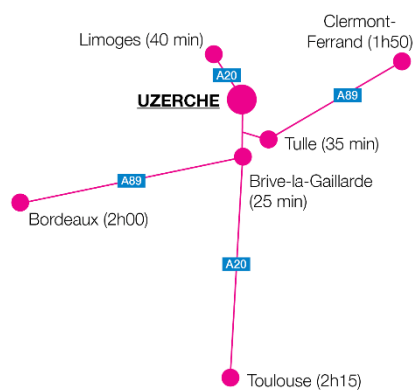 Clermont-
Ferrand (1h50)
Limoges (40 min)
A20
A89
UZERCHE
Tulle (35 min)
Brive-la-Gaillarde
(25 min)
A89
Bordeaux (2h00)
A20
Toulouse (2h15)